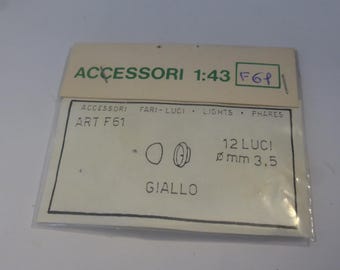 ACCESSORI 1:43 F61
ACCESSORI FARI-LUCI • LIGHTS • PHARES
ART F61
12 LUCI
Ø mm 3,5
GIALLO